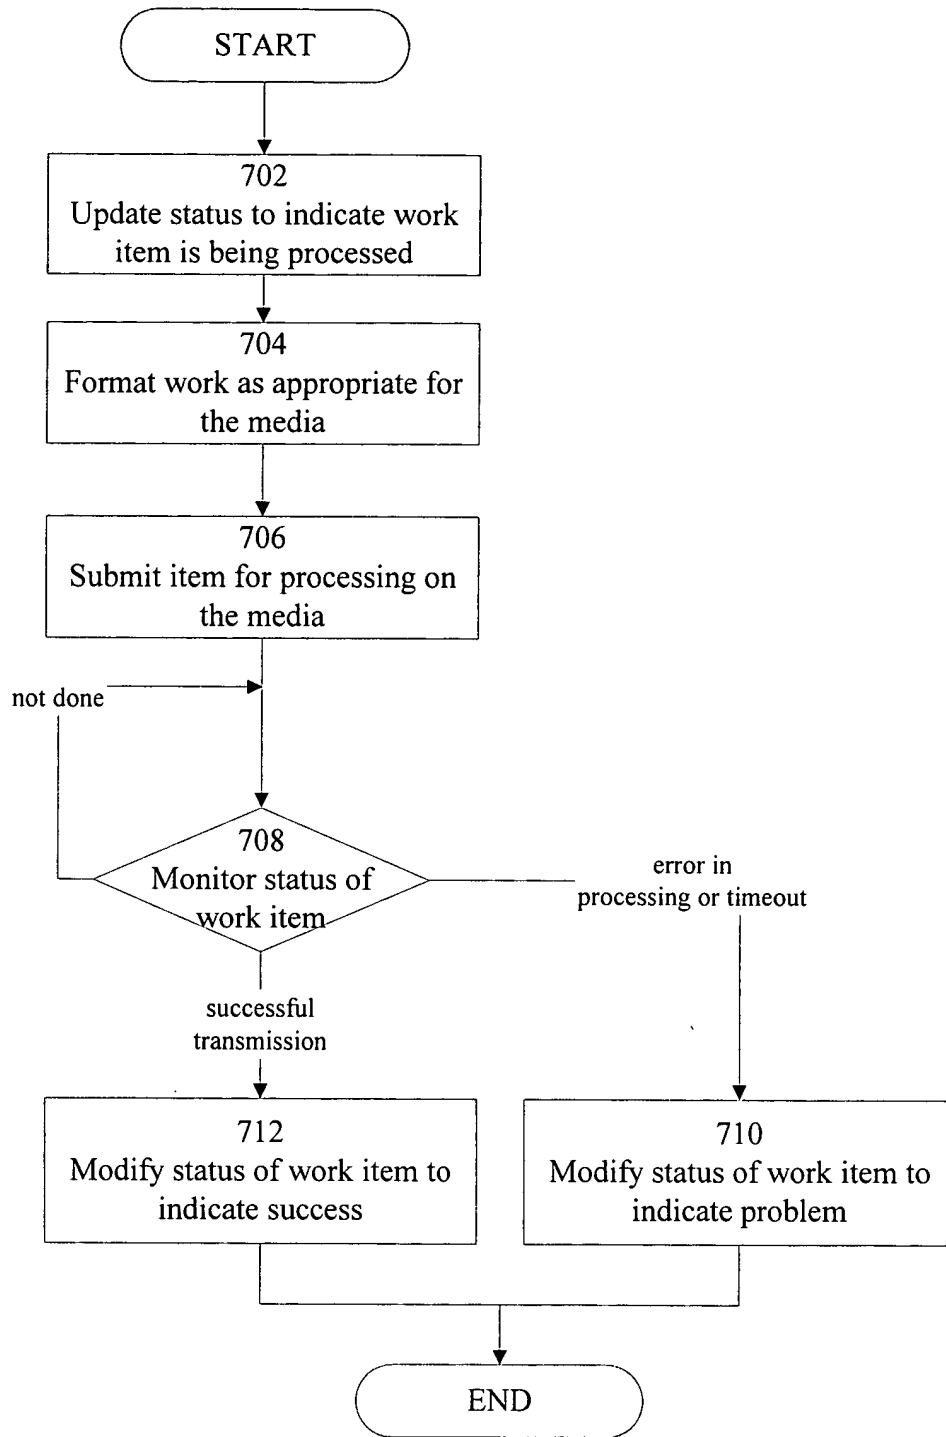 START
702
Update status to indicate work
item is being processed
704
Format work as appropriate for
the media
706
Submit item for processing on
the media
not done
708
Monitor status of
work item
error in
processing or timeout
successful
transmission
712
Modify status of work item to
indicate success
710
Modify status of work item to
indicate problem
END